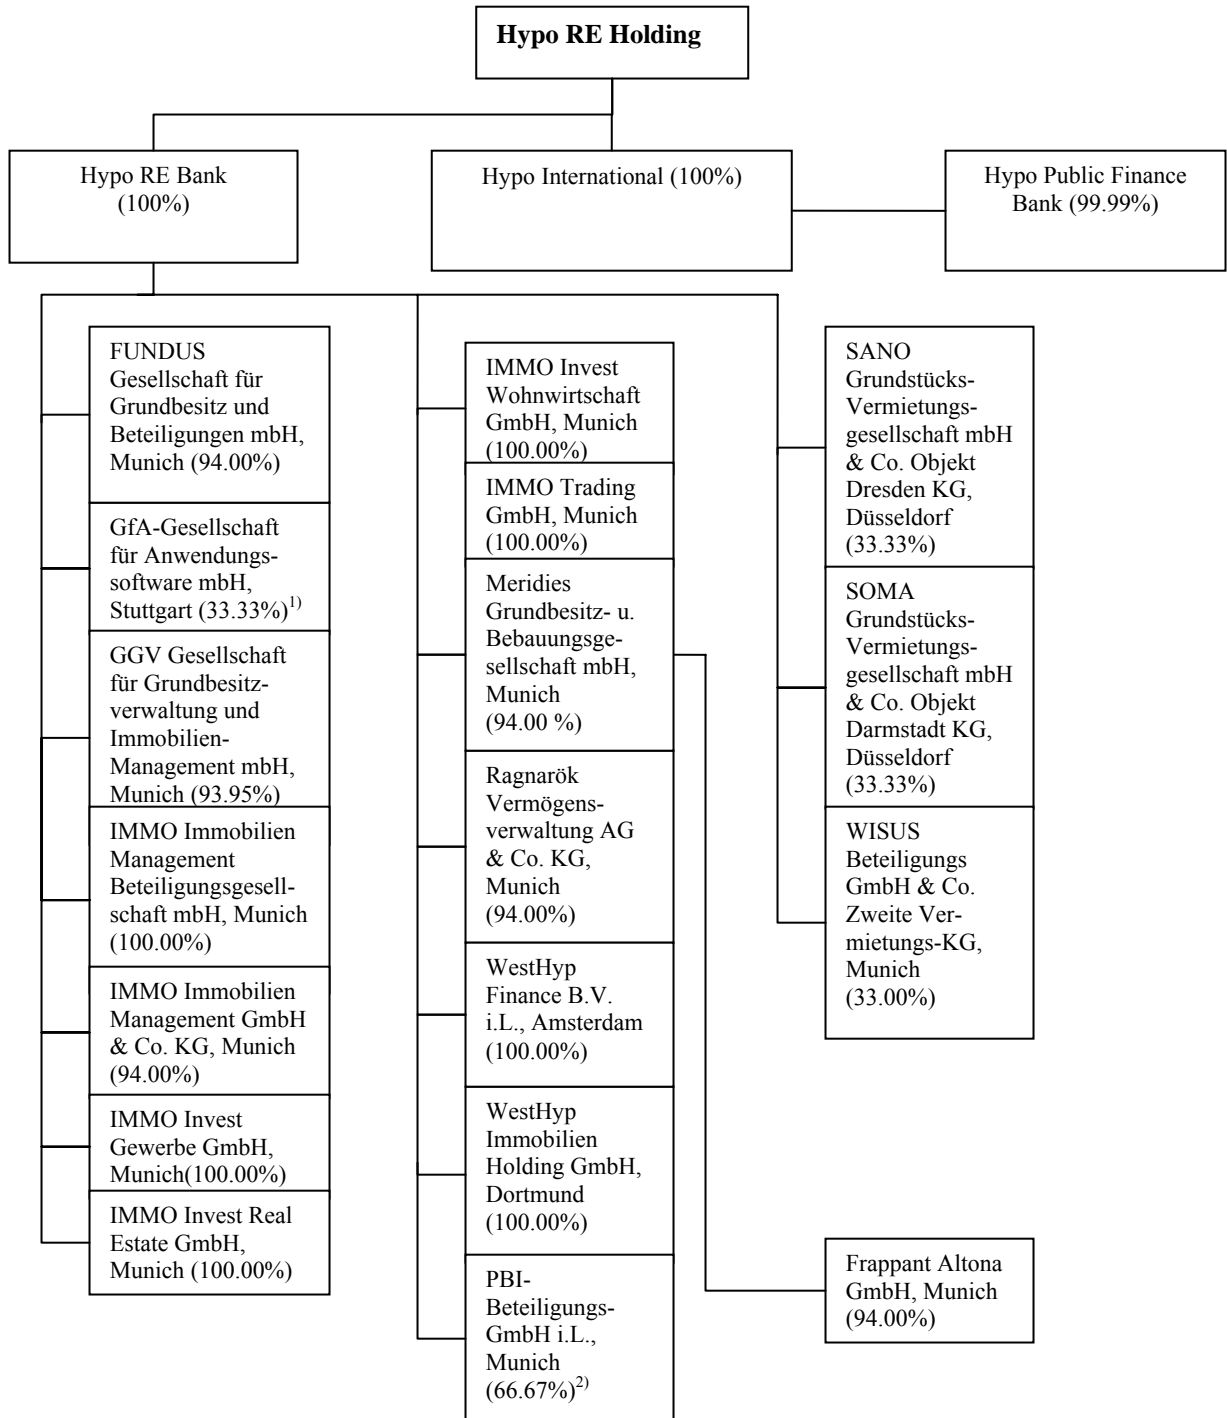 Hypo RE Holding
Hypo RE Bank
(100%)
Hypo International (100%)
Hypo Public Finance
Bank (99.99%)
FUNDUS
Gesellschaft für
Grundbesitz und
Beteiligungen mbH,
Munich (94.00%)
GfA-Gesellschaft
für Anwendungs-
software mbH,
Stuttgart (33.33%)1)
GGV Gesellschaft
für Grundbesitz-
verwaltung und
Immobilien-
Management mbH,
Munich (93.95%)
IMMO Immobilien
Management
Beteiligungsgesell-
schaft mbH, Munich
(100.00%)
IMMO Immobilien
Management GmbH
& Co. KG, Munich
(94.00%)
IMMO Invest
Gewerbe GmbH,
Munich(100.00%)
IMMO Invest Real
Estate GmbH,
Munich (100.00%)
IMMO Invest
Wohnwirtschaft
GmbH, Munich
(100.00%)
IMMO Trading
GmbH, Munich
(100.00%)
Meridies
Grundbesitz- u.
Bebauungsge-
sellschaft mbH,
Munich
(94.00 %)
Ragnarök
Vermögens-
verwaltung AG
& Co. KG,
Munich
(94.00%)
WestHyp
Finance B.V.
i.L., Amsterdam
(100.00%)
WestHyp
Immobilien
Holding GmbH,
Dortmund
(100.00%)
PBI-
Beteiligungs-
GmbH i.L.,
Munich
(66.67%)2)
SANO
Grundstücks-
Vermietungs-
gesellschaft mbH
& Co. Objekt
Dresden KG,
Düsseldorf
(33.33%)
SOMA
Grundstücks-
Vermietungs-
gesellschaft mbH
& Co. Objekt
Darmstadt KG,
Düsseldorf
(33.33%)
WISUS
Beteiligungs
GmbH & Co.
Zweite Ver-
mietungs-KG,
Munich
(33.00%)
Frappant Altona
GmbH, Munich
(94.00%)